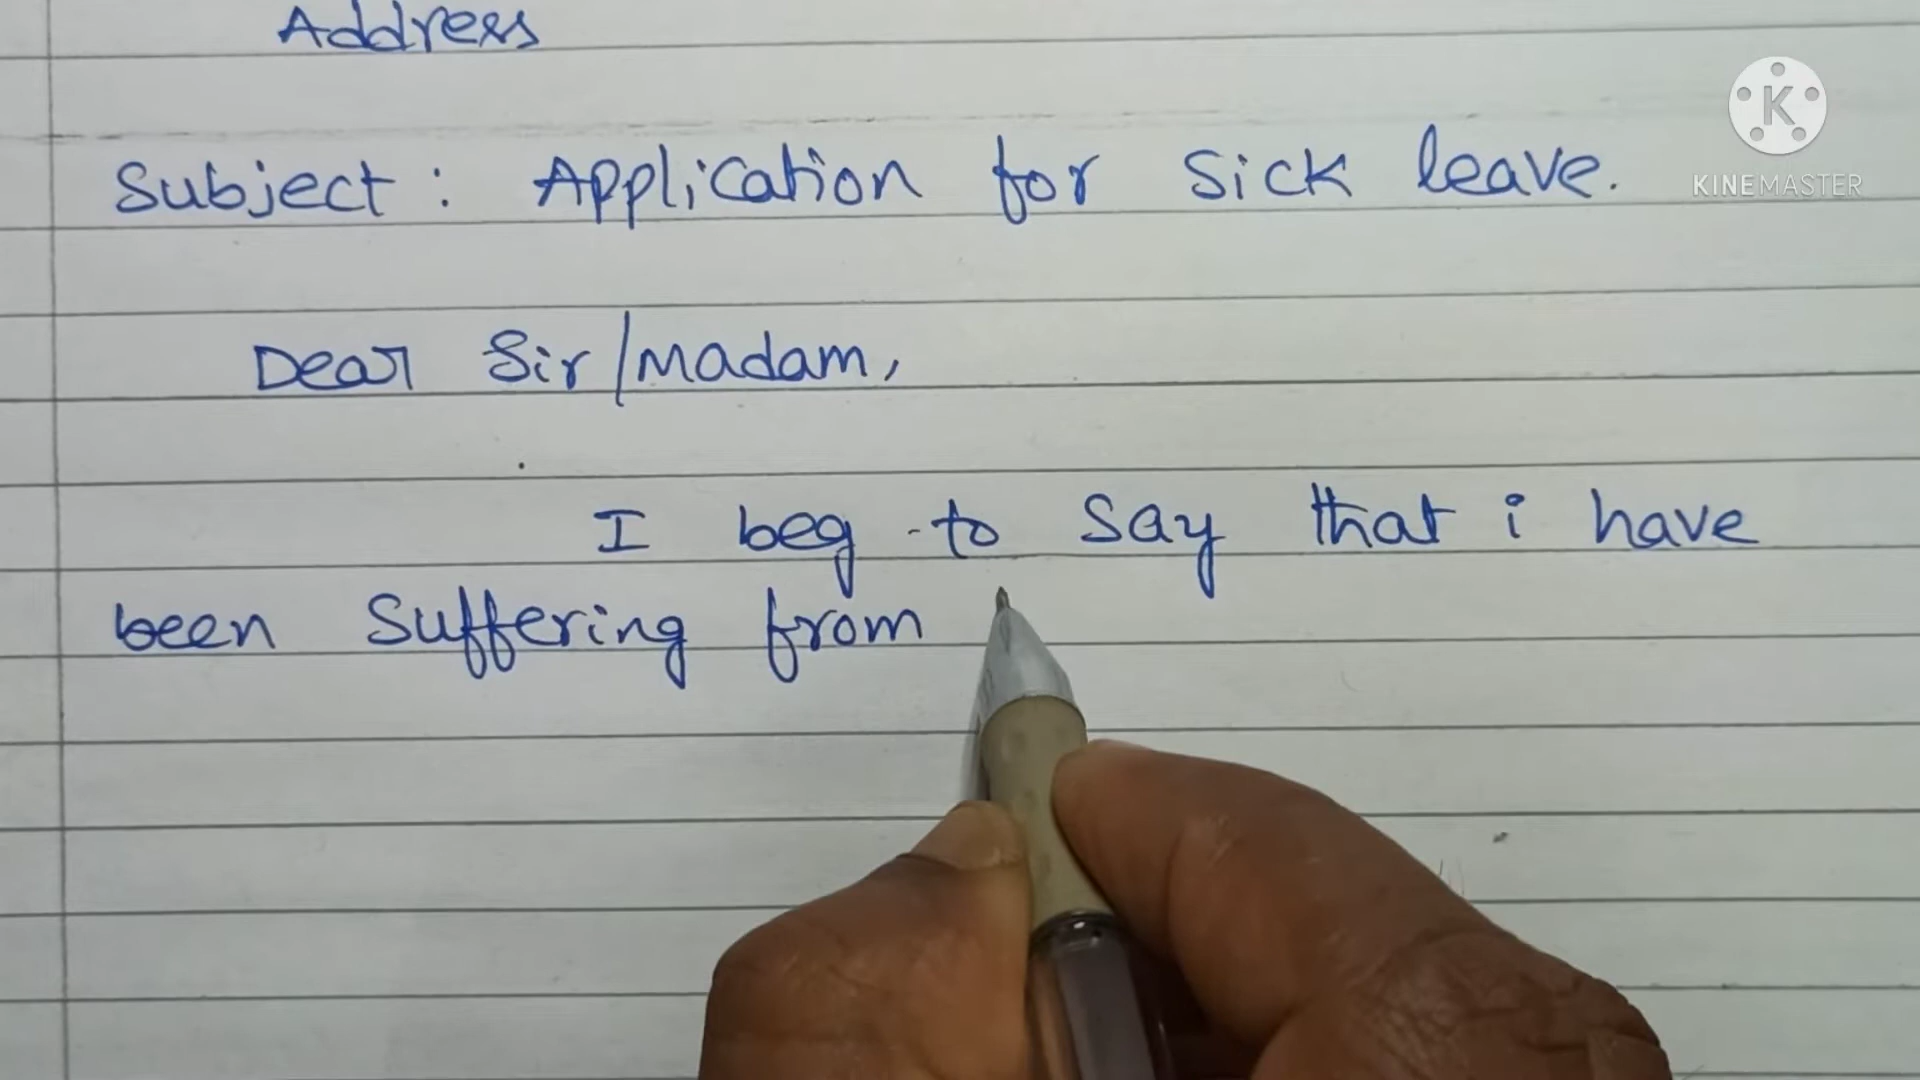 Address
K
KINEMASTER
Subject : Application for sick leave.
Dear Sir/Madam,
I beg to say that i have
been suffering from